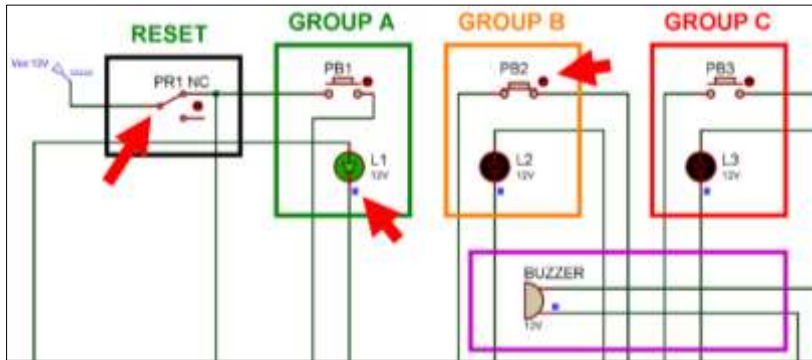 RESET
GROUP A
GROUP B
GROUP C
Vcc 12V
PR1 NC
PB1
PB2
PB3
L1
12V
L2
12V
L3
12V
BUZZER
12V